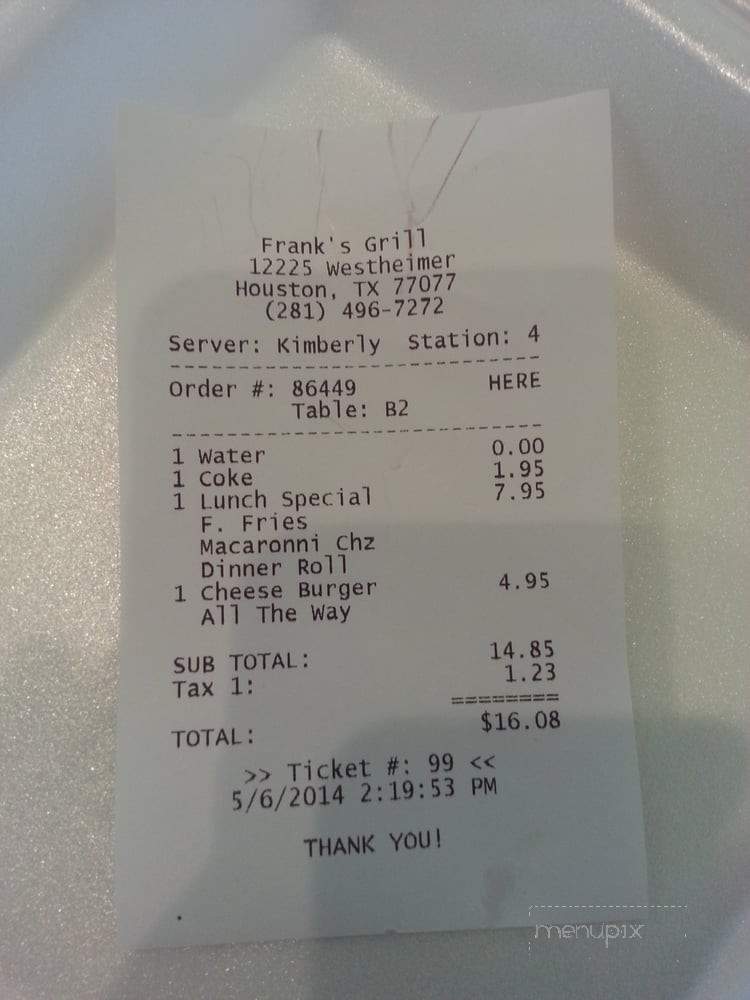 Frank's Grill
12225 Westheimer
Houston, TX 77077
(281) 496-7272
Server: Kimberly Station: 4
---------------------------
Order #: 86449 HERE
Table: B2
---------------------------
1 Water 0.00
1 Coke 1.95
1 Lunch Special 7.95
F. Fries
Macaronni Chz
Dinner Roll
1 Cheese Burger 4.95
All The Way
SUB TOTAL: 14.85
Tax 1: 1.23
========
TOTAL: $16.08
>> Ticket #: 99 <<
5/6/2014 2:19:53 PM
THANK YOU!
menupix